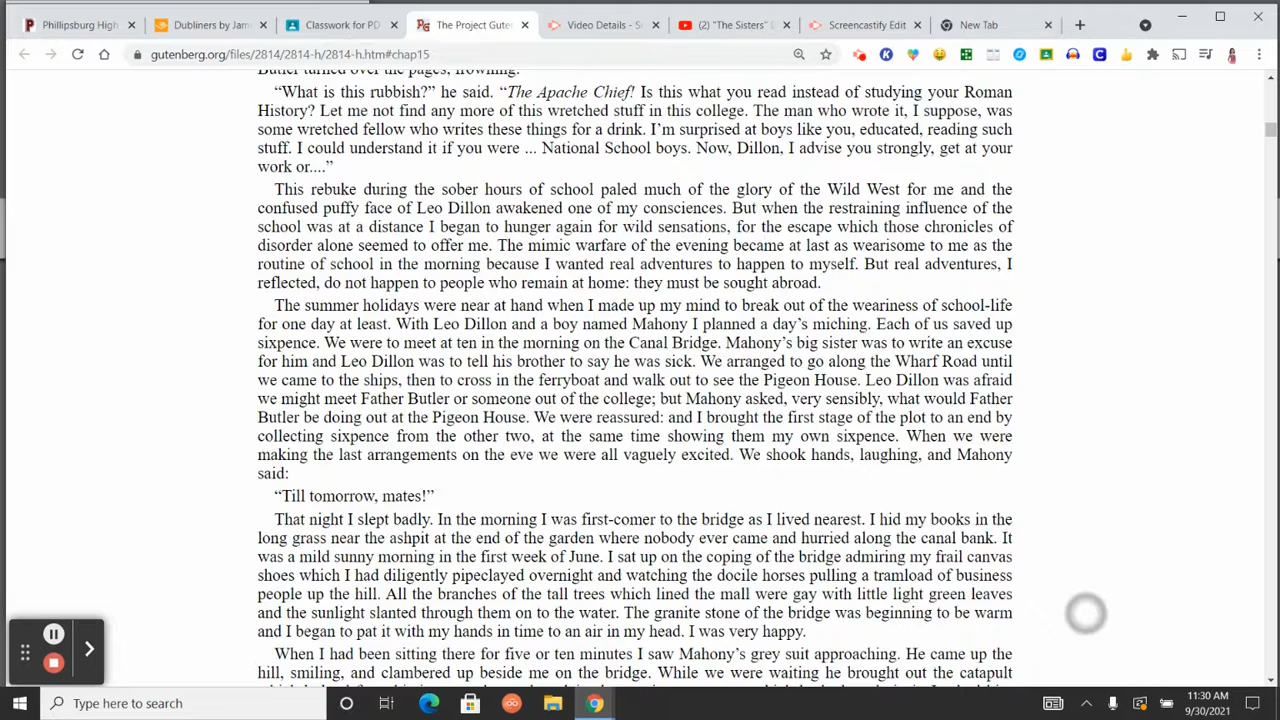 Phillipsburg High
Dubliners by Jam
Classwork for PD
The Project Guter
Video Details - S
(2) "The Sisters" D
Screencastify Edit
New Tab
gutenberg.org/files/2814/2814-h/2814-h.htm#chap15
Butler turned over the pages, frowning.
“What is this rubbish?” he said. “The Apache Chief! Is this what you read instead of studying your Roman
History? Let me not find any more of this wretched stuff in this college. The man who wrote it, I suppose, was
some wretched fellow who writes these things for a drink. I’m surprised at boys like you, educated, reading such
stuff. I could understand it if you were ... National School boys. Now, Dillon, I advise you strongly, get at your
work or....”
This rebuke during the sober hours of school paled much of the glory of the Wild West for me and the
confused puffy face of Leo Dillon awakened one of my consciences. But when the restraining influence of the
school was at a distance I began to hunger again for wild sensations, for the escape which those chronicles of
disorder alone seemed to offer me. The mimic warfare of the evening became at last as wearisome to me as the
routine of school in the morning because I wanted real adventures to happen to myself. But real adventures, I
reflected, do not happen to people who remain at home: they must be sought abroad.
The summer holidays were near at hand when I made up my mind to break out of the weariness of school-life
for one day at least. With Leo Dillon and a boy named Mahony I planned a day’s miching. Each of us saved up
sixpence. We were to meet at ten in the morning on the Canal Bridge. Mahony’s big sister was to write an excuse
for him and Leo Dillon was to tell his brother to say he was sick. We arranged to go along the Wharf Road until
we came to the ships, then to cross in the ferryboat and walk out to see the Pigeon House. Leo Dillon was afraid
we might meet Father Butler or someone out of the college; but Mahony asked, very sensibly, what would Father
Butler be doing out at the Pigeon House. We were reassured: and I brought the first stage of the plot to an end by
collecting sixpence from the other two, at the same time showing them my own sixpence. When we were
making the last arrangements on the eve we were all vaguely excited. We shook hands, laughing, and Mahony
said:
“Till tomorrow, mates!”
That night I slept badly. In the morning I was first-comer to the bridge as I lived nearest. I hid my books in the
long grass near the ashpit at the end of the garden where nobody ever came and hurried along the canal bank. It
was a mild sunny morning in the first week of June. I sat up on the coping of the bridge admiring my frail canvas
shoes which I had diligently pipeclayed overnight and watching the docile horses pulling a tramload of business
people up the hill. All the branches of the tall trees which lined the mall were gay with little light green leaves
and the sunlight slanted through them on to the water. The granite stone of the bridge was beginning to be warm
and I began to pat it with my hands in time to an air in my head. I was very happy.
When I had been sitting there for five or ten minutes I saw Mahony’s grey suit approaching. He came up the
hill, smiling, and clambered up beside me on the bridge. While we were waiting he brought out the catapult
Type here to search
11:30 AM
9/30/2021